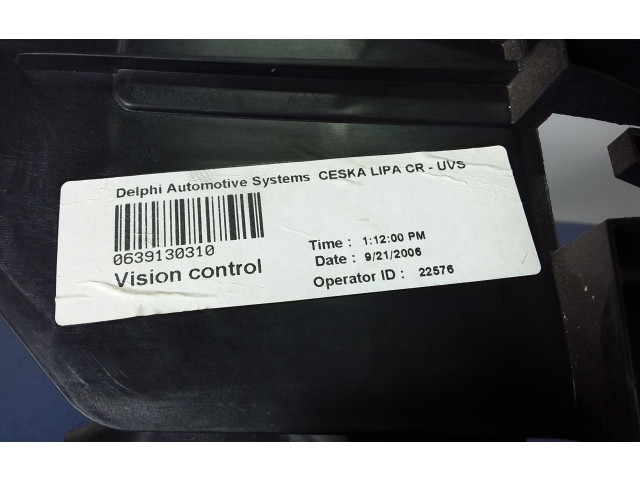 Delphi Automotive Systems CESKA LIPA CR - UVS
0639130310
Vision control
Time : 1:12:00 PM
Date : 9/21/2006
Operator ID : 22576